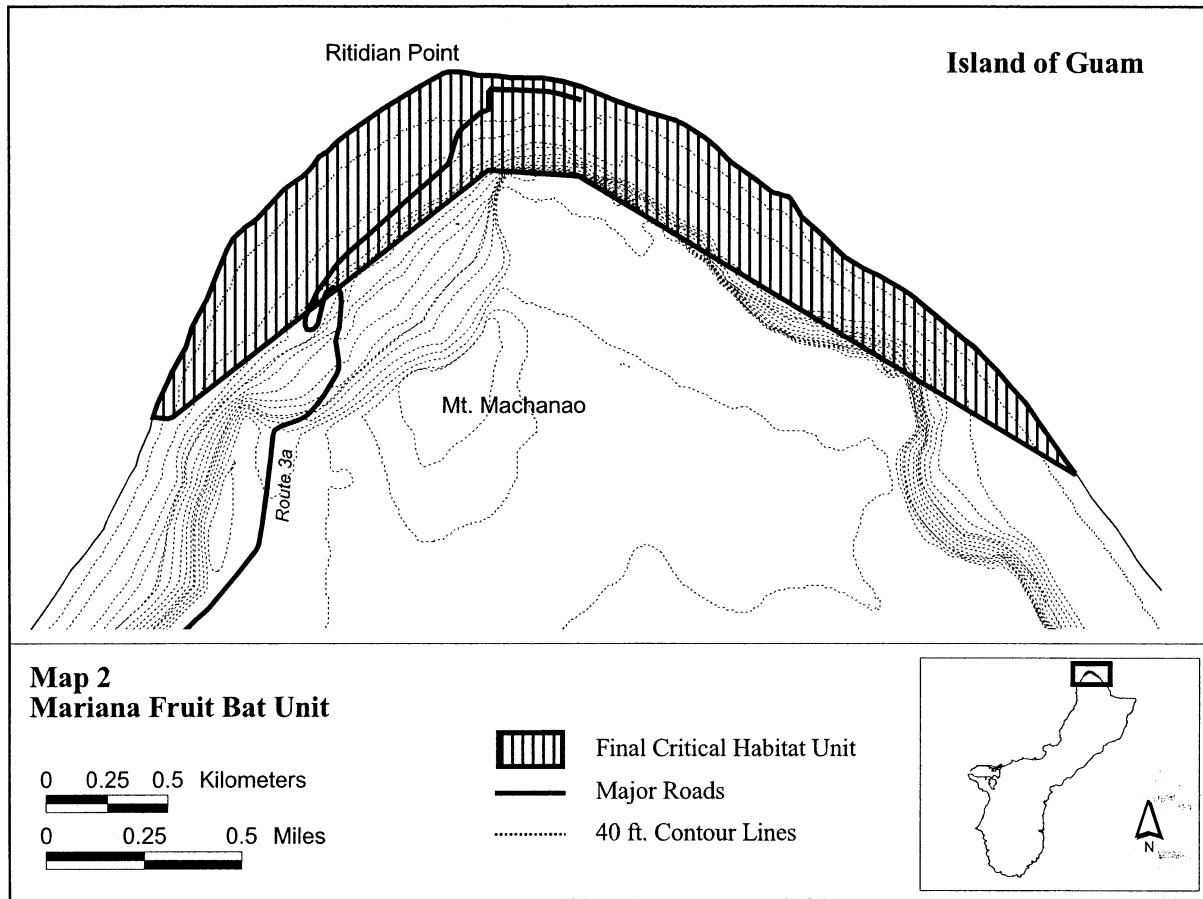 Ritidian Point
Island of Guam
Mt. Machanao
Route 3a
Map 2
Mariana Fruit Bat Unit
0 0.25 0.5 Kilometers
0 0.25 0.5 Miles
Final Critical Habitat Unit
Major Roads
40 ft. Contour Lines
N